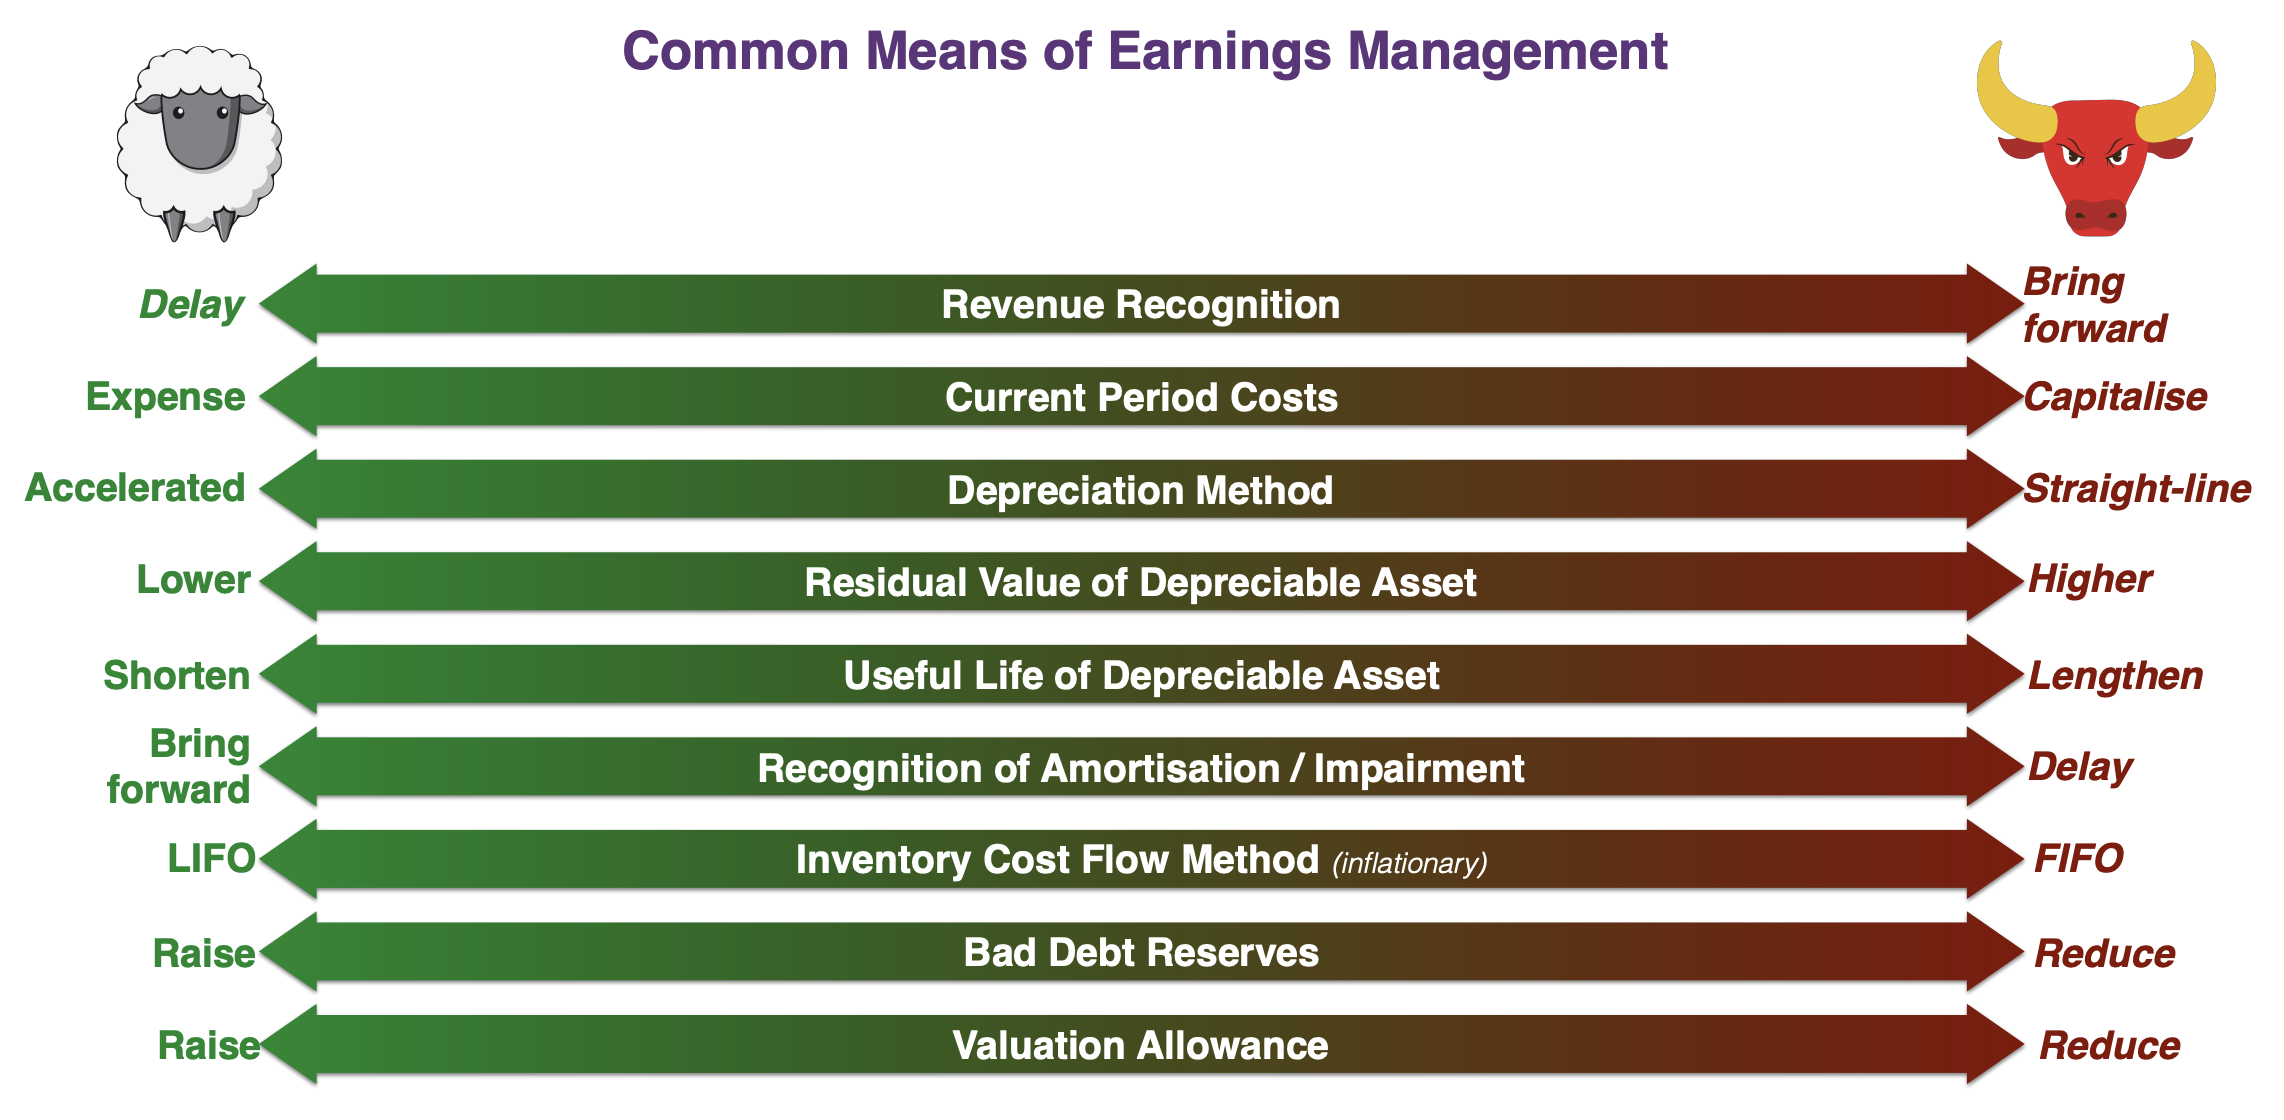 Common Means of Earnings Management
Delay
Revenue Recognition
Bring
forward
Expense
Current Period Costs
Capitalise
Accelerated
Depreciation Method
Straight-line
Lower
Residual Value of Depreciable Asset
Higher
Shorten
Useful Life of Depreciable Asset
Lengthen
Bring
forward
Recognition of Amortisation / Impairment
Delay
LIFO
Inventory Cost Flow Method (inflationary)
FIFO
Raise
Bad Debt Reserves
Reduce
Raise
Valuation Allowance
Reduce